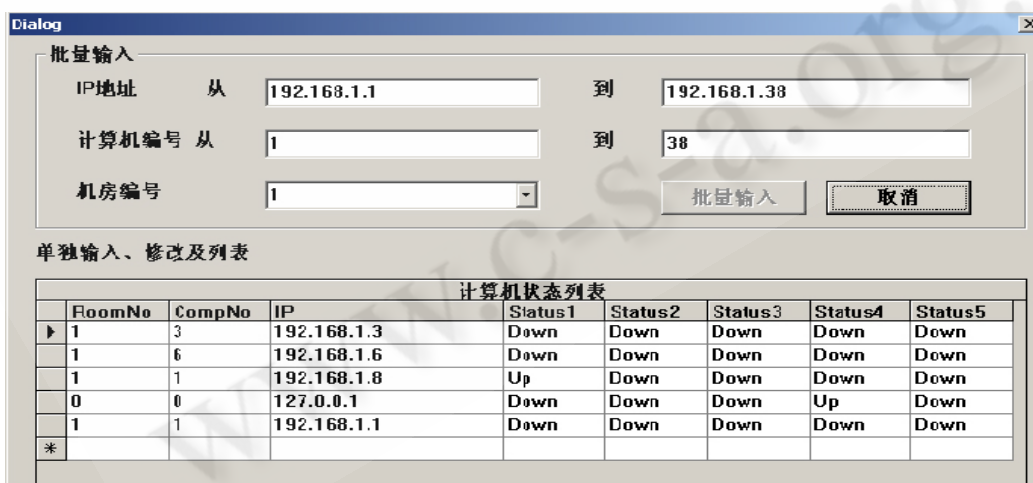 Dialog
批量输入
IP地址 从 192.168.1.1 到 192.168.1.38
计算机编号 从 1 到 38
机房编号 1 批量输入 取消
单独输入、修改及列表
计算机状态列表
RoomNo CompNo IP Status1 Status2 Status3 Status4 Status5
1 3 192.168.1.3 Down Down Down Down Down
1 6 192.168.1.6 Down Down Down Down Down
1 1 192.168.1.8 Up Down Down Down Down
0 0 127.0.0.1 Down Down Down Up Down
1 1 192.168.1.1 Down Down Down Down Down
*
www.c-s-a.org.